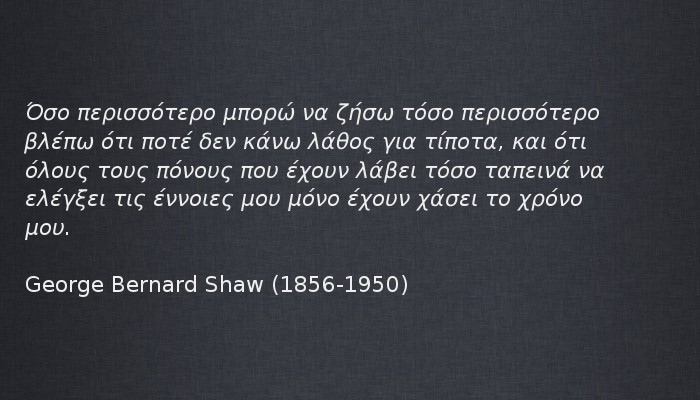 Όσο περισσότερο μπορώ να ζήσω τόσο περισσότερο
βλέπω ότι ποτέ δεν κάνω λάθος για τίποτα, και ότι
όλους τους πόνους που έχουν λάβει τόσο ταπεινά να
ελέγξει τις έννοιες μου μόνο έχουν χάσει το χρόνο
μου.
George Bernard Shaw (1856-1950)